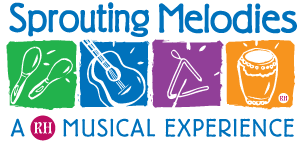 Sprouting Melodies
RH
A RH MUSICAL EXPERIENCE